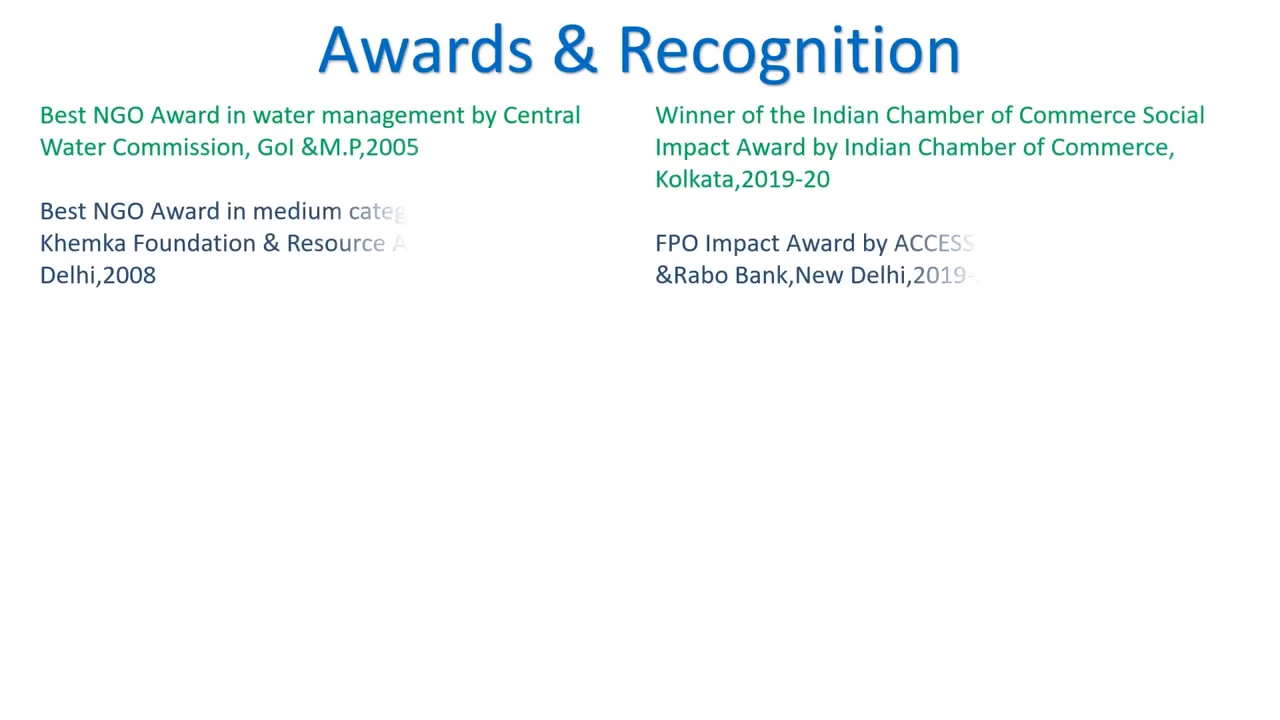 Awards & Recognition
Best NGO Award in water management by Central
Water Commission, GoI &M.P,2005
Best NGO Award in medium
Khemka Foundation & Resource
Delhi,2008
Winner of the Indian Chamber of Commerce Social
Impact Award by Indian Chamber of Commerce,
Kolkata,2019-20
FPO Impact Award by ACCESS
&Rabo Bank,New Delhi,2019-